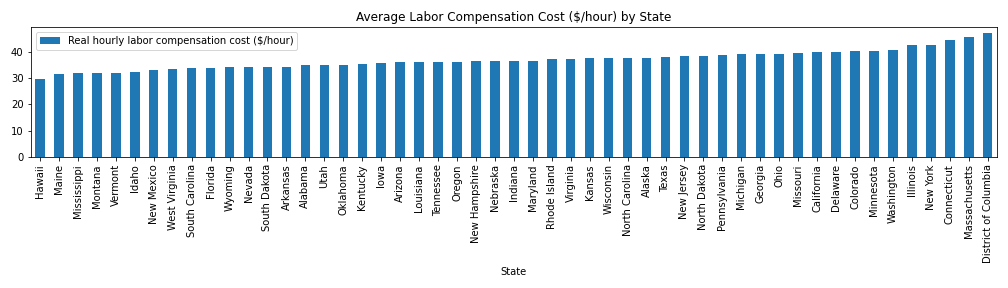 Average Labor Compensation Cost ($/hour) by State
Real hourly labor compensation cost ($/hour)
40
30
20
10
0
Hawaii
Maine
Mississippi
Montana
Vermont
Idaho
New Mexico
West Virginia
South Carolina
Florida
Wyoming
Nevada
South Dakota
Arkansas
Alabama
Utah
Oklahoma
Kentucky
Iowa
Arizona
Louisiana
Tennessee
Oregon
New Hampshire
Nebraska
Indiana
Maryland
Rhode Island
Virginia
Kansas
Wisconsin
North Carolina
Alaska
Texas
New Jersey
North Dakota
Pennsylvania
Michigan
Georgia
Ohio
Missouri
California
Delaware
Colorado
Minnesota
Washington
Illinois
New York
Connecticut
Massachusetts
District of Columbia
State